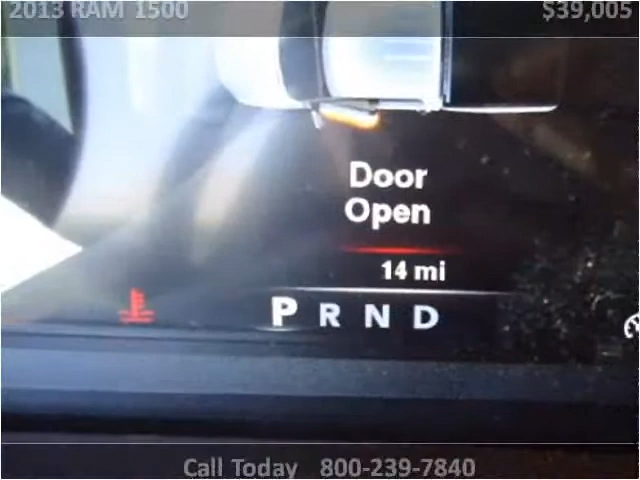 2013 RAM 1500 $39,005
Door
Open
14 mi
P R N D
Call Today 800-239-7840